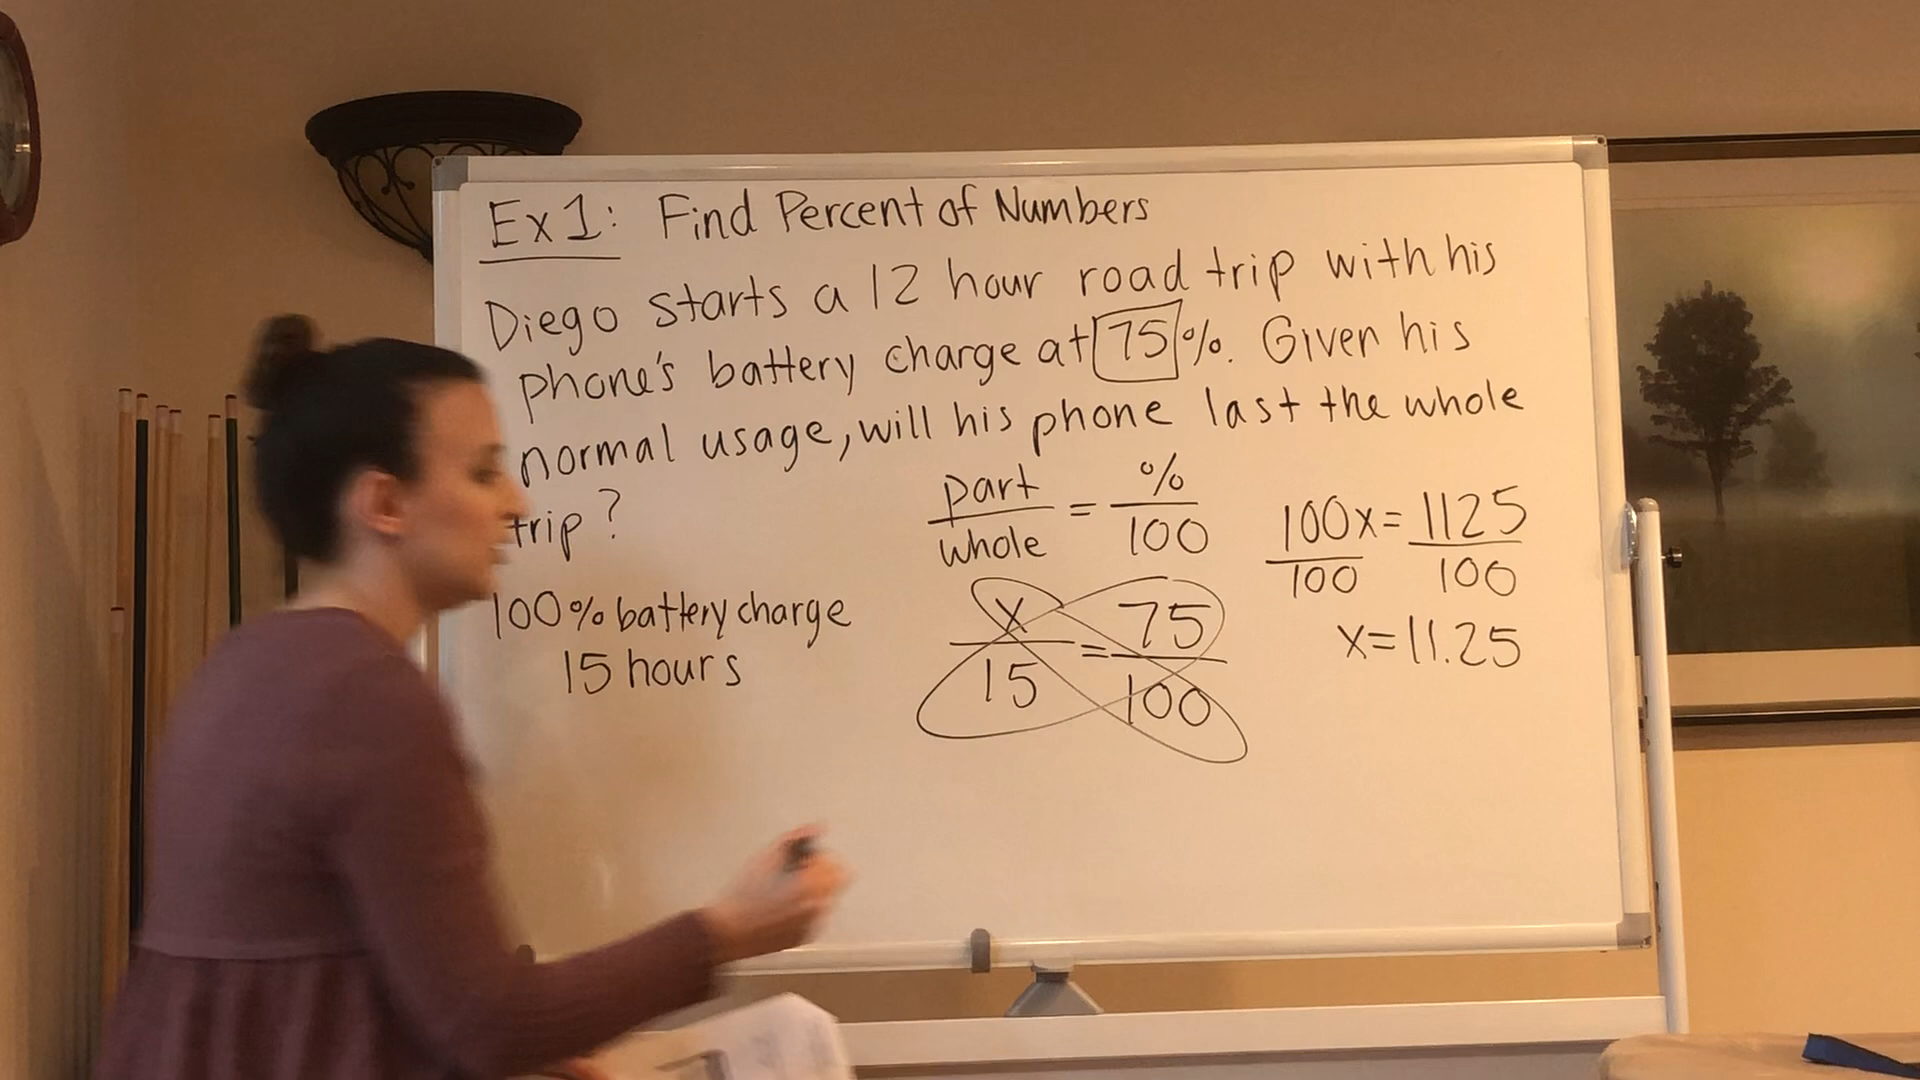 Ex 1: Find Percent of Numbers
Diego starts a 12 hour road trip with his
phone's battery charge at 75%. Given his
normal usage, will his phone last the whole
trip?
100% battery charge
15 hours
part/whole = %/100
x/15 = 75/100
100x/100 = 1125/100
x = 11.25